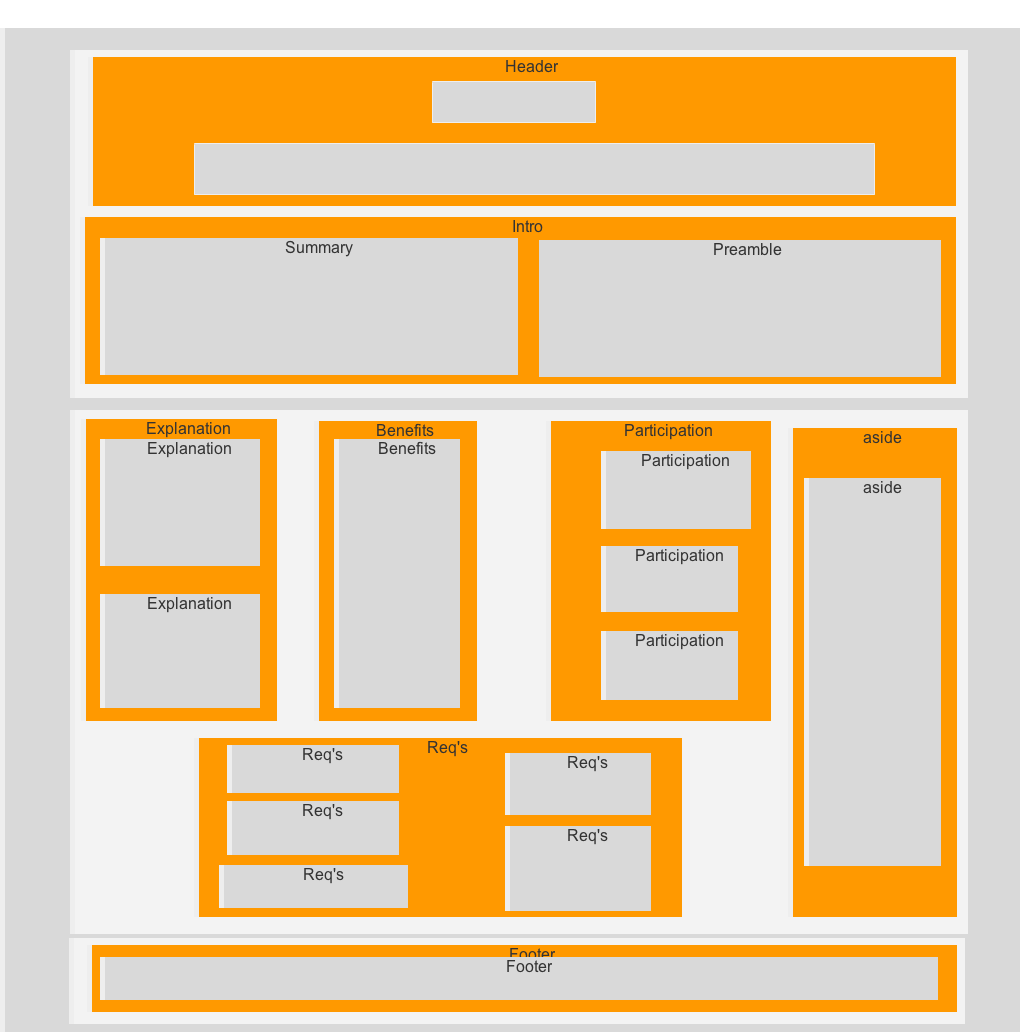 Header
Intro
Summary
Preamble
Explanation
Explanation
Explanation
Benefits
Benefits
Participation
Participation
Participation
Participation
aside
aside
Req's
Req's
Req's
Req's
Req's
Req's
Footer
Footer